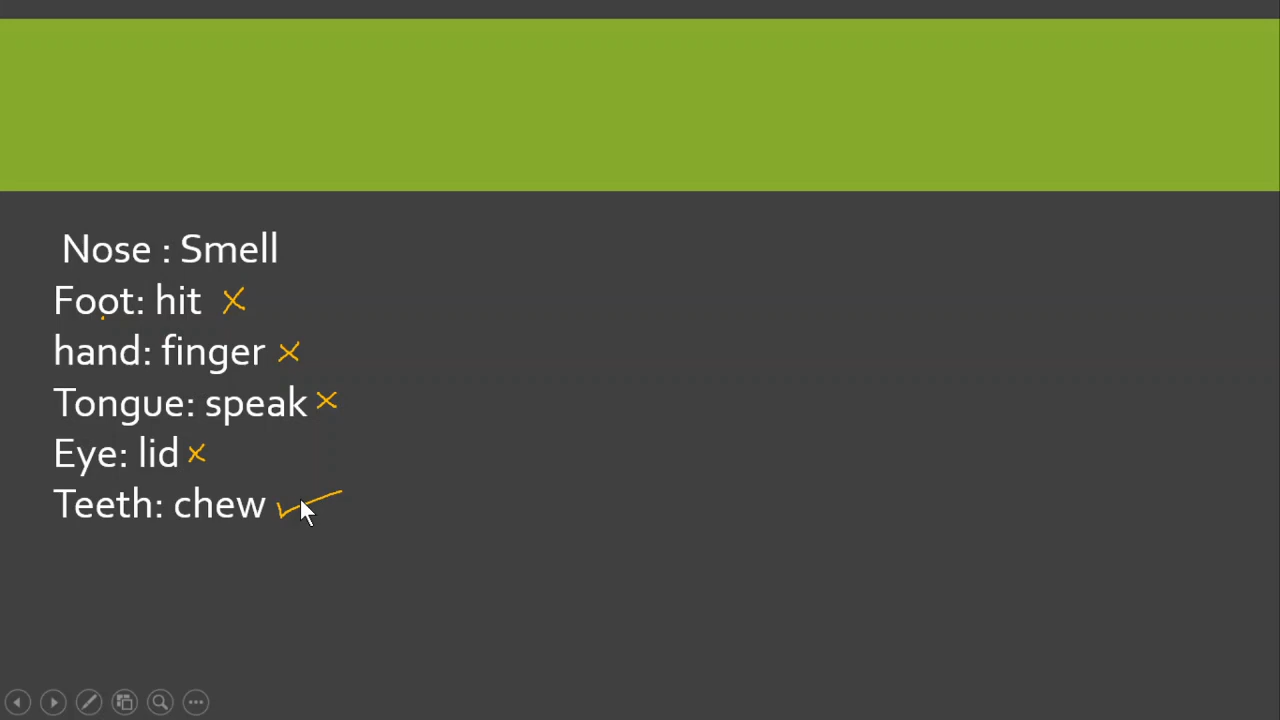 Nose : Smell
Foot: hit
hand: finger
Tongue: speak
Eye: lid
Teeth: chew